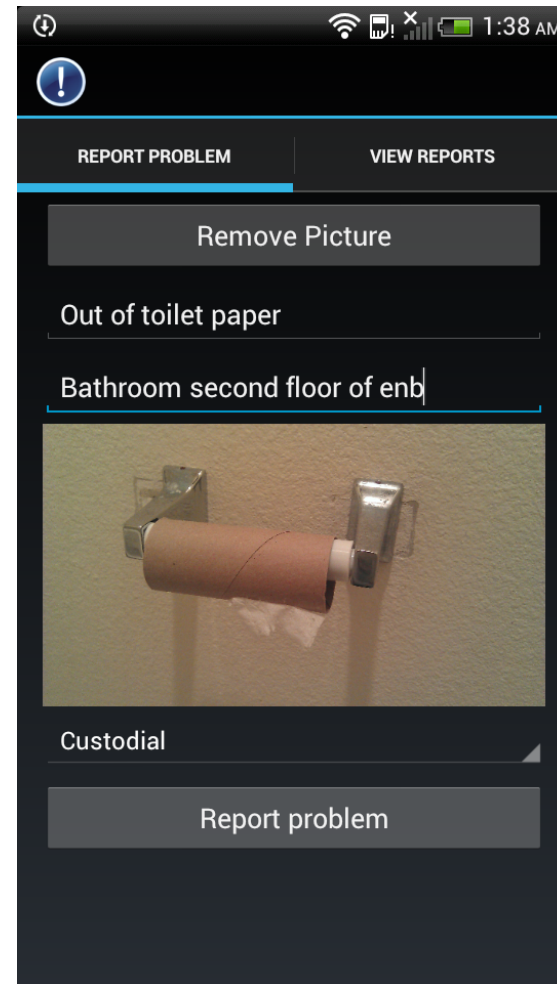 1:38 AM
REPORT PROBLEM
VIEW REPORTS
Remove Picture
Out of toilet paper
Bathroom second floor of enb
Custodial
Report problem